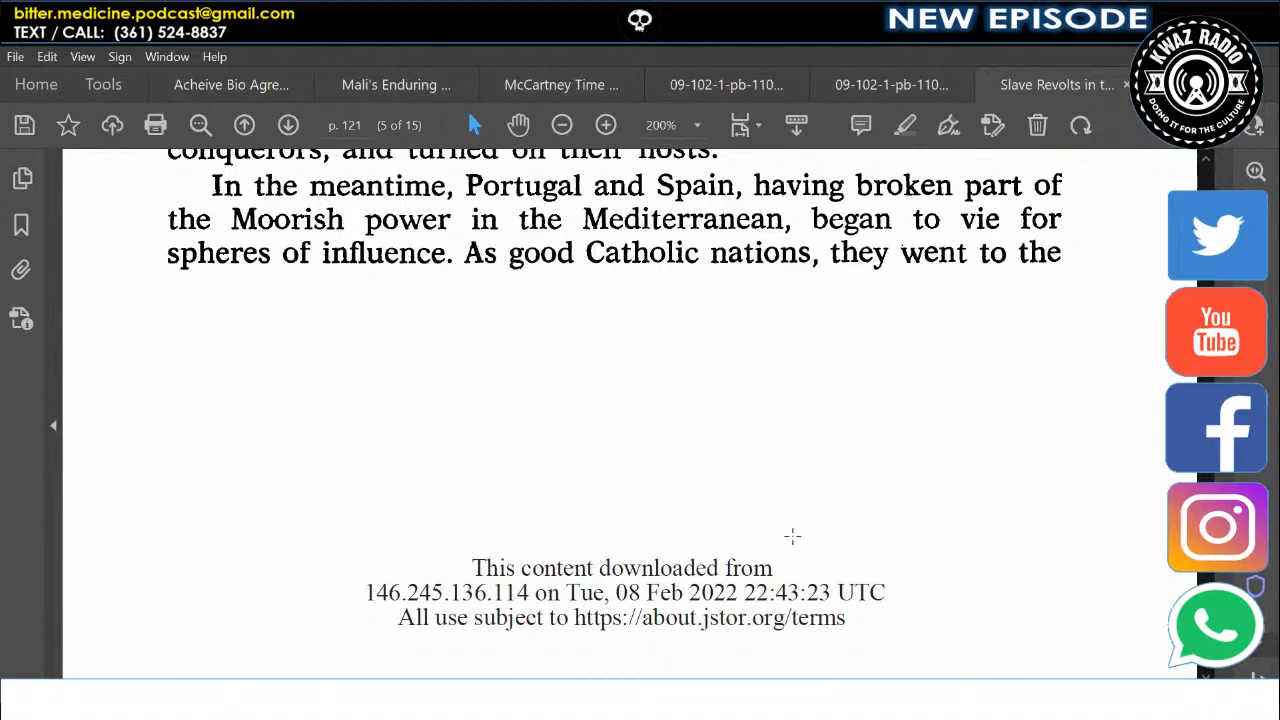 bitter.medicine.podcast@gmail.com
TEXT / CALL: (361) 524-8837
NEW EPISODE
KWAZ RADIO
DOING IT FOR THE CULTURE
File Edit View Sign Window Help
Home Tools Acheive Bio Agre... Mali's Enduring ... McCartney Time ... 09-102-1-pb-110... 09-102-1-pb-110... Slave Revolts in t...
p. 121 (5 of 15) 200%
conquerors, and turned on their hosts.
In the meantime, Portugal and Spain, having broken part of
the Moorish power in the Mediterranean, began to vie for
spheres of influence. As good Catholic nations, they went to the
You
Tube
This content downloaded from
146.245.136.114 on Tue, 08 Feb 2022 22:43:23 UTC
All use subject to https://about.jstor.org/terms